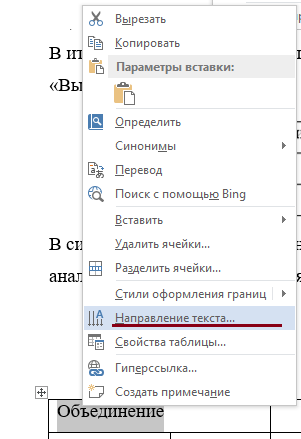 Вырезать
В ит
Копировать
Параметры вставки:
«Вы
Определить
Синонимы
Перевод
Поиск с помощью Bing
Вставить
В си
Удалить ячейки...
анал
Разделить ячейки...
Стили оформления границ
Направление текста...
Свойства таблицы...
Гиперссылка...
Создать примечание
Объединение